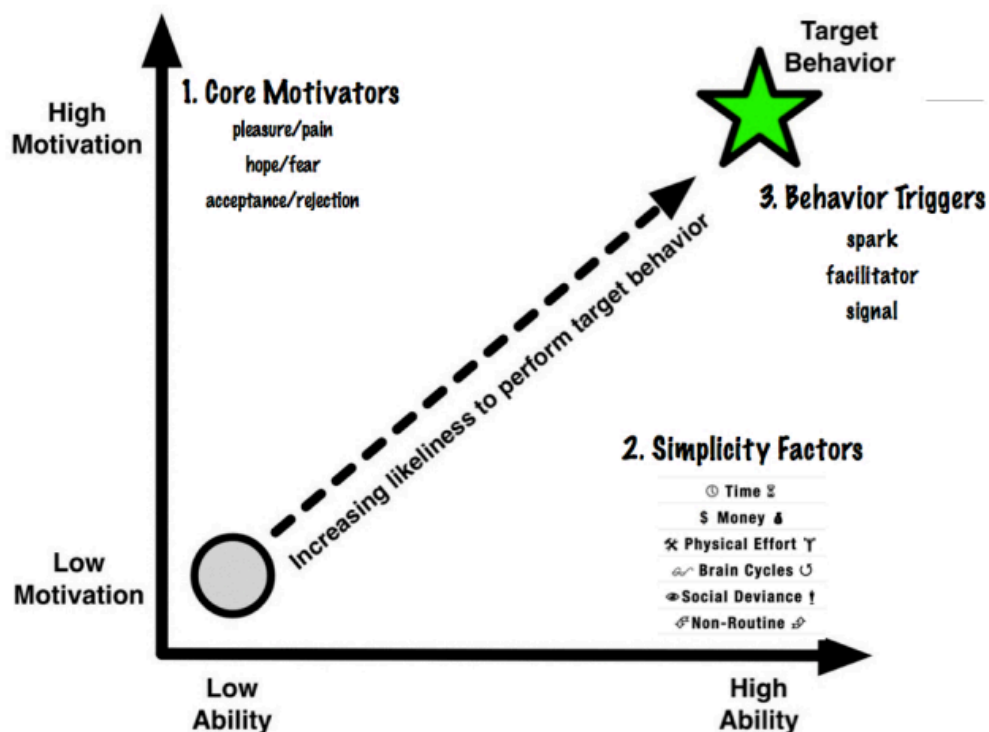 Target
Behavior
High
Motivation
1. Core Motivators
pleasure/pain
hope/fear
acceptance/rejection
3. Behavior Triggers
spark
facilitator
signal
Increasing likeliness to perform target behavior
2. Simplicity Factors
Time
$ Money
Physical Effort
Brain Cycles
Social Deviance
Non-Routine
Low
Motivation
Low
Ability
High
Ability